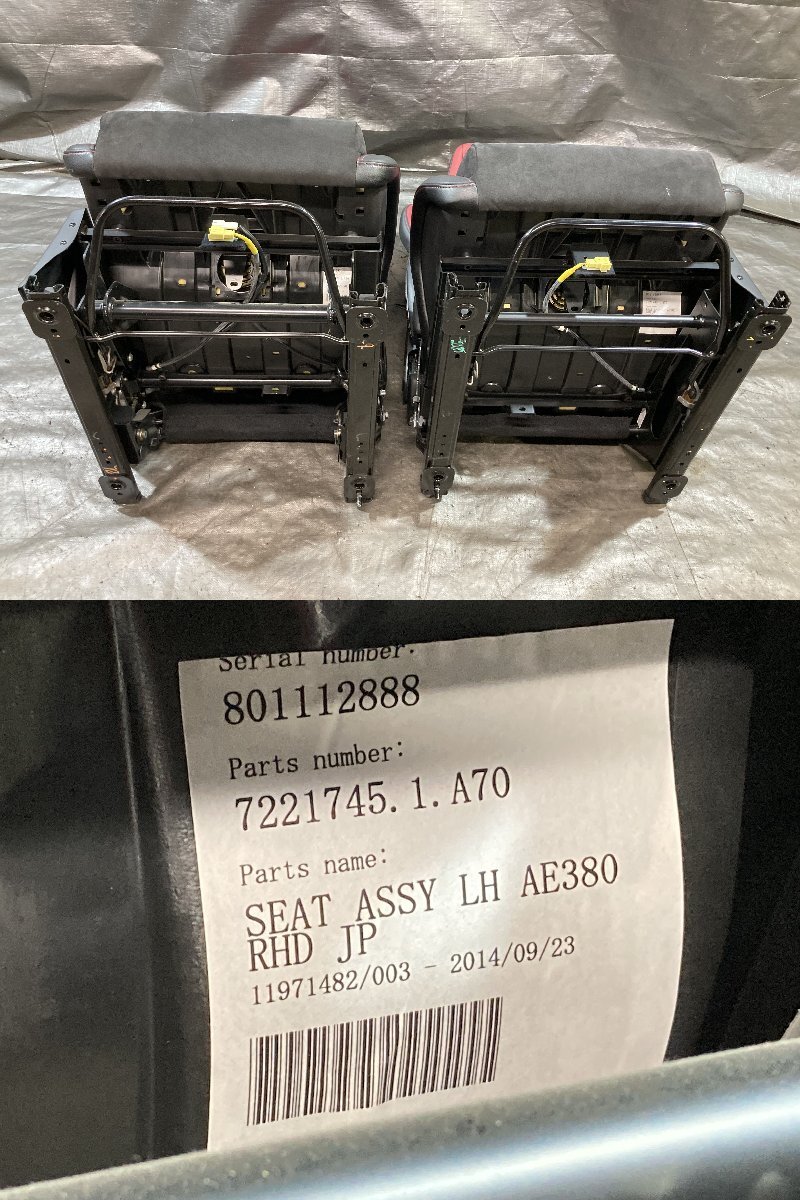 Serial number:
801112888
Parts number:
7221745.1.A70
Parts name:
SEAT ASSY LH AE380
RHD JP
11971482/003 - 2014/09/23